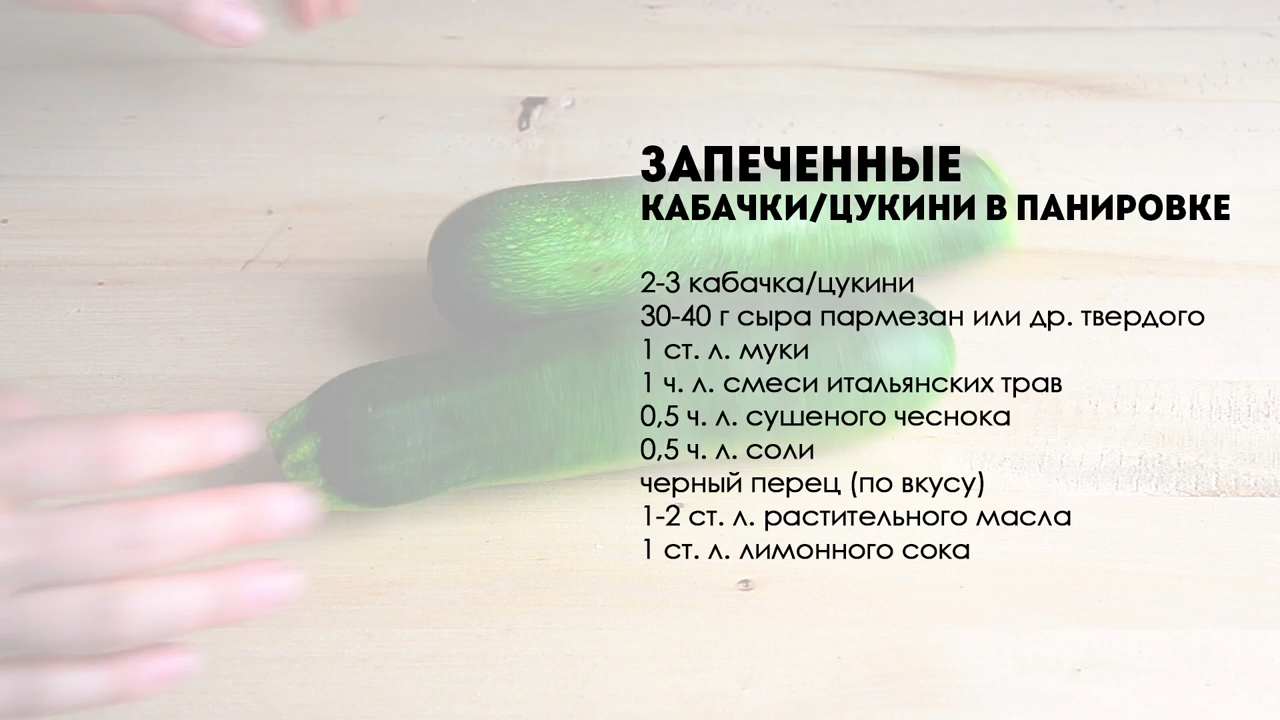 ЗАПЕЧЕННЫЕ
КАБАЧКИ/ЦУКИНИ В ПАНИРОВКЕ
2-3 кабачка/цукини
30-40 г сыра пармезан или др. твердого
1 ст. л. муки
1 ч. л. смеси итальянских трав
0,5 ч. л. сушеного чеснока
0,5 ч. л. соли
черный перец (по вкусу)
1-2 ст. л. растительного масла
1 ст. л. лимонного сока